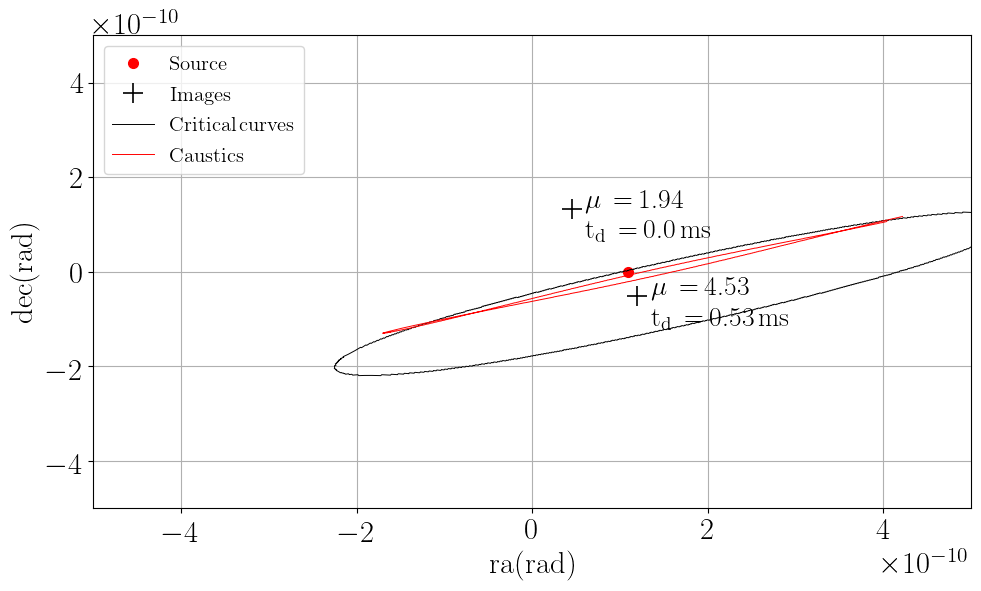 ×10⁻¹⁰
Source
Images
Critical curves
Caustics
4
2
0
−2
−4
dec(rad)
μ = 1.94
t_d = 0.0 ms
μ = 4.53
t_d = 0.53 ms
−4
−2
0
2
4
ra(rad)
×10⁻¹⁰